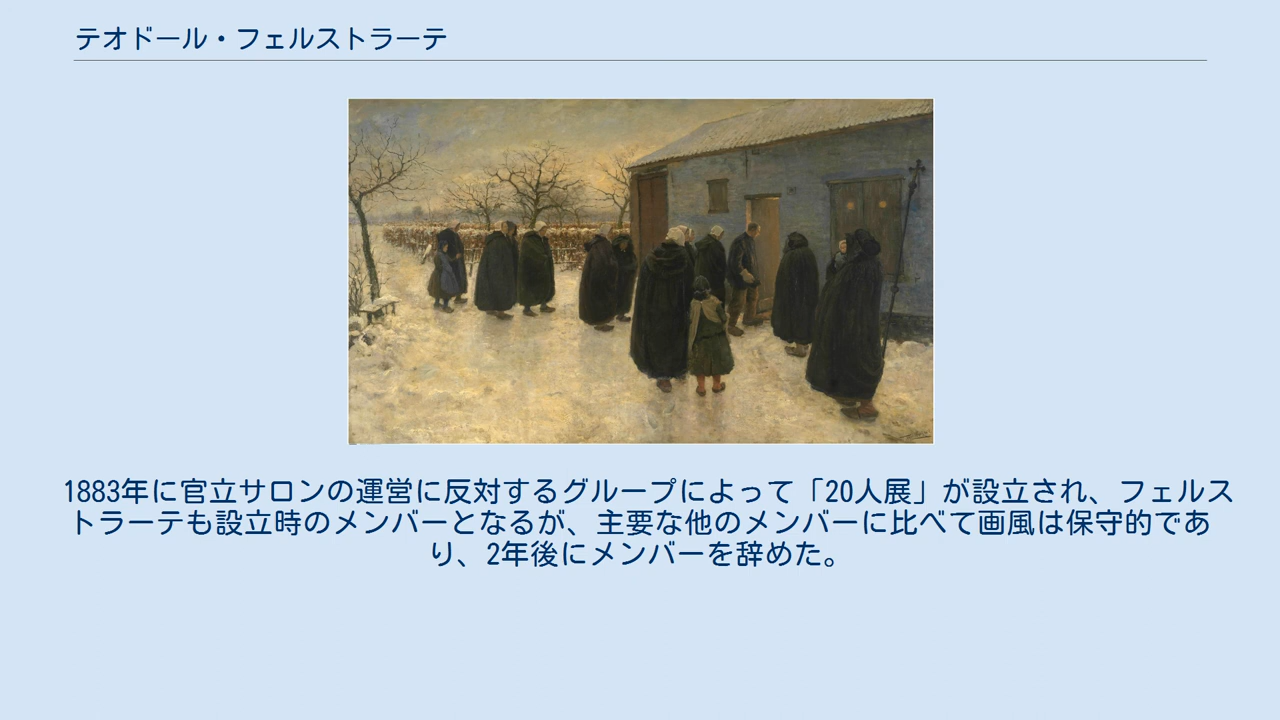 テオドール・フェルストラーテ
1883年に官立サロンの運営に反対するグループによって「20人展」が設立され、フェルス
トラーテも設立時のメンバーとなるが、主要な他のメンバーに比べて画風は保守的であ
り、2年後にメンバーを辞めた。